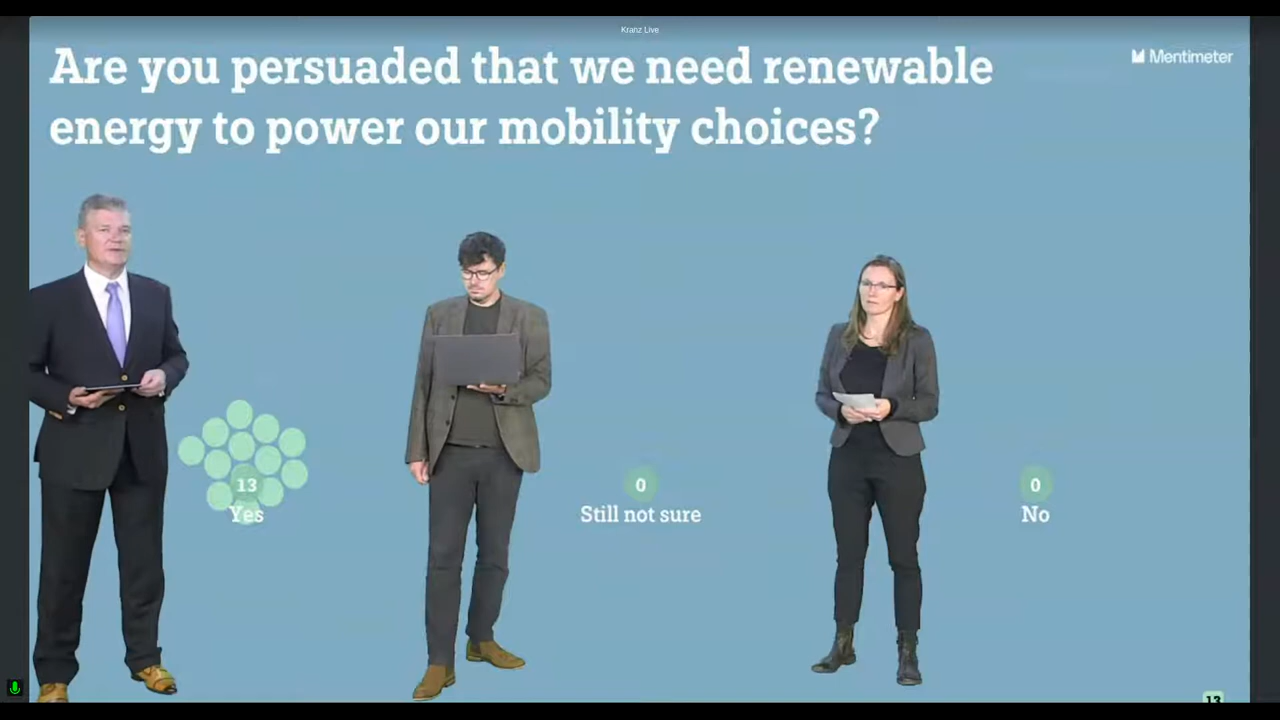 Kranz Live
Are you persuaded that we need renewable
energy to power our mobility choices?
Mentimeter
13
Yes
0
Still not sure
0
No
13